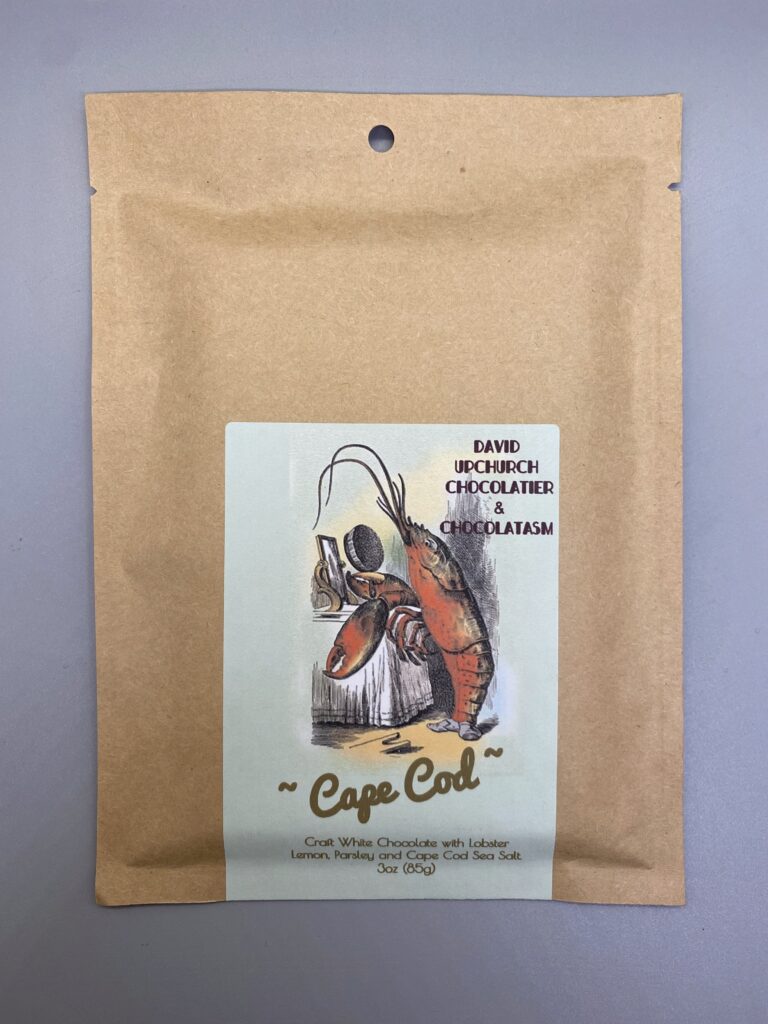 DAVID
UPCHURCH
CHOCOLATIER
&
CHOCOLATASM
~ Cape Cod ~
Craft White Chocolate with Lobster
Lemon, Parsley and Cape Cod Sea Salt
3oz (85g)